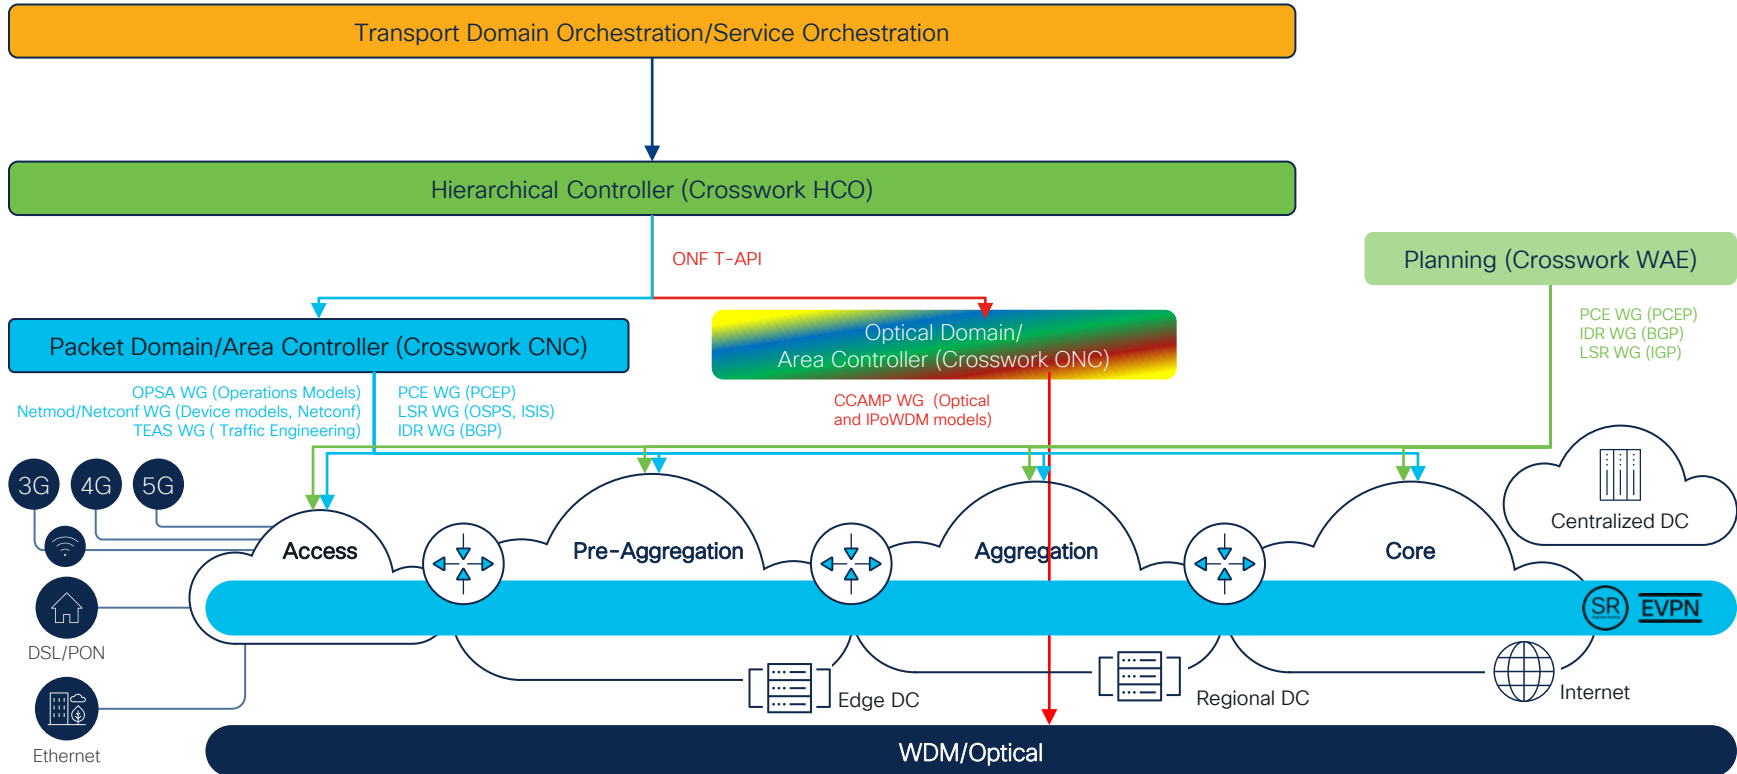 Transport Domain Orchestration/Service Orchestration
Hierarchical Controller (Crosswork HCO)
ONF T-API
Planning (Crosswork WAE)
PCE WG (PCEP)
IDR WG (BGP)
LSR WG (IGP)
Packet Domain/Area Controller (Crosswork CNC)
Optical Domain/
Area Controller (Crosswork ONC)
OPSA WG (Operations Models)
Netmod/Netconf WG (Device models, Netconf)
TEAS WG ( Traffic Engineering)
PCE WG (PCEP)
LSR WG (OSPS, ISIS)
IDR WG (BGP)
CCAMP WG (Optical
and IPoWDM models)
3G
4G
5G
Access
Pre-Aggregation
Aggregation
Core
Centralized DC
SR
EVPN
DSL/PON
Edge DC
Regional DC
Internet
Ethernet
WDM/Optical